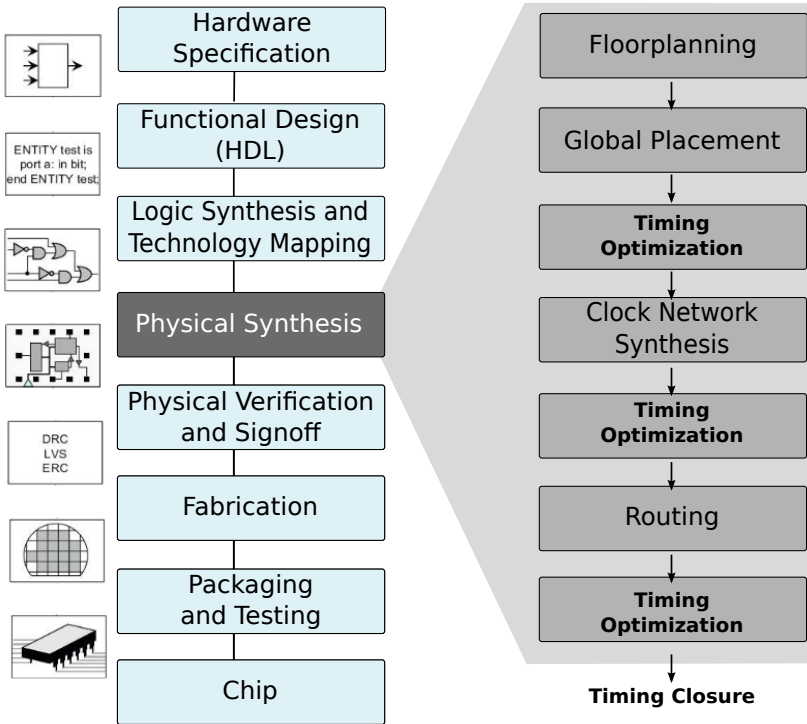 Hardware
Specification
ENTITY test is
port a: in bit;
end ENTITY test;
Functional Design
(HDL)
Logic Synthesis and
Technology Mapping
Physical Synthesis
DRC
LVS
ERC
Physical Verification
and Signoff
Fabrication
Packaging
and Testing
Chip
Floorplanning
Global Placement
Timing
Optimization
Clock Network
Synthesis
Timing
Optimization
Routing
Timing
Optimization
Timing Closure